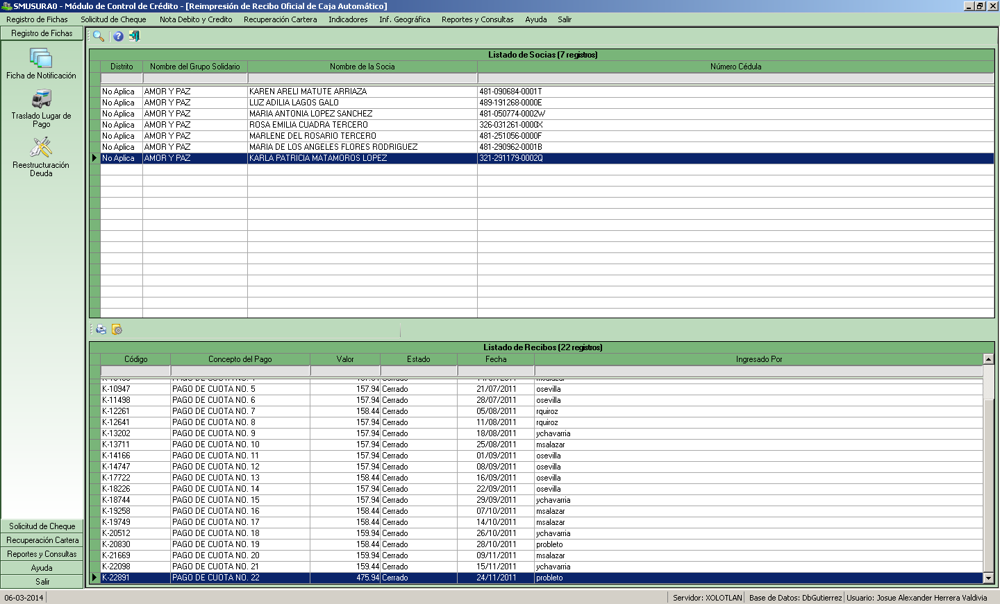 SMUSURA0 - Módulo de Control de Crédito - [Reimpresión de Recibo Oficial de Caja Automático]
Registro de Fichas Solicitud de Cheque Nota Debito y Credito Recuperación Cartera Indicadores Inf. Geográfica Reportes y Consultas Ayuda Salir
Registro de Fichas
Ficha de Notificación
Traslado Lugar de
Pago
Reestructuración
Deuda
Solicitud de Cheque
Recuperación Cartera
Reportes y Consultas
Ayuda
Salir
Listado de Socias (7 registros)
Distrito Nombre del Grupo Solidario Nombre de la Socia Número Cédula
No Aplica AMOR Y PAZ KAREN ARELI MATUTE ARRIAZA 481-090684-0001T
No Aplica AMOR Y PAZ LUZ ADILIA LAGOS GALO 489-191268-0000E
No Aplica AMOR Y PAZ MARIA ANTONIA LOPEZ SANCHEZ 481-050774-0002W
No Aplica AMOR Y PAZ ROSA EMILIA CUADRA TERCERO 326-031261-0000X
No Aplica AMOR Y PAZ MARLENE DEL ROSARIO TERCERO 481-251056-0000F
No Aplica AMOR Y PAZ MARIA DE LOS ANGELES FLORES RODRIGUEZ 481-290962-0001B
No Aplica AMOR Y PAZ KARLA PATRICIA MATAMOROS LOPEZ 321-291179-0002Q
Listado de Recibos (22 registros)
Código Concepto del Pago Valor Estado Fecha Ingresado Por
K-10947 PAGO DE CUOTA NO. 5 157.94 Cerrado 21/07/2011 osevilla
K-11498 PAGO DE CUOTA NO. 6 157.94 Cerrado 28/07/2011 osevilla
K-12261 PAGO DE CUOTA NO. 7 158.44 Cerrado 05/08/2011 rquiroz
K-12641 PAGO DE CUOTA NO. 8 157.94 Cerrado 11/08/2011 rquiroz
K-13202 PAGO DE CUOTA NO. 9 157.94 Cerrado 18/08/2011 ychavarria
K-13711 PAGO DE CUOTA NO. 10 157.94 Cerrado 25/08/2011 msalazar
K-14166 PAGO DE CUOTA NO. 11 157.94 Cerrado 01/09/2011 osevilla
K-14747 PAGO DE CUOTA NO. 12 157.94 Cerrado 08/09/2011 osevilla
K-17722 PAGO DE CUOTA NO. 13 158.44 Cerrado 16/09/2011 osevilla
K-18226 PAGO DE CUOTA NO. 14 157.94 Cerrado 22/09/2011 osevilla
K-18744 PAGO DE CUOTA NO. 15 157.94 Cerrado 29/09/2011 ychavarria
K-19258 PAGO DE CUOTA NO. 16 158.44 Cerrado 07/10/2011 msalazar
K-19749 PAGO DE CUOTA NO. 17 158.44 Cerrado 14/10/2011 msalazar
K-20512 PAGO DE CUOTA NO. 18 159.94 Cerrado 26/10/2011 ychavarria
K-20830 PAGO DE CUOTA NO. 19 158.44 Cerrado 28/10/2011 probleto
K-21669 PAGO DE CUOTA NO. 20 159.94 Cerrado 09/11/2011 msalazar
K-22098 PAGO DE CUOTA NO. 21 159.44 Cerrado 15/11/2011 ychavarria
K-22891 PAGO DE CUOTA NO. 22 475.94 Cerrado 24/11/2011 probleto
06-03-2014 Servidor: XOLOTLAN Base de Datos: DbGutierrez Usuario: Josue Alexander Herrera Valdivia